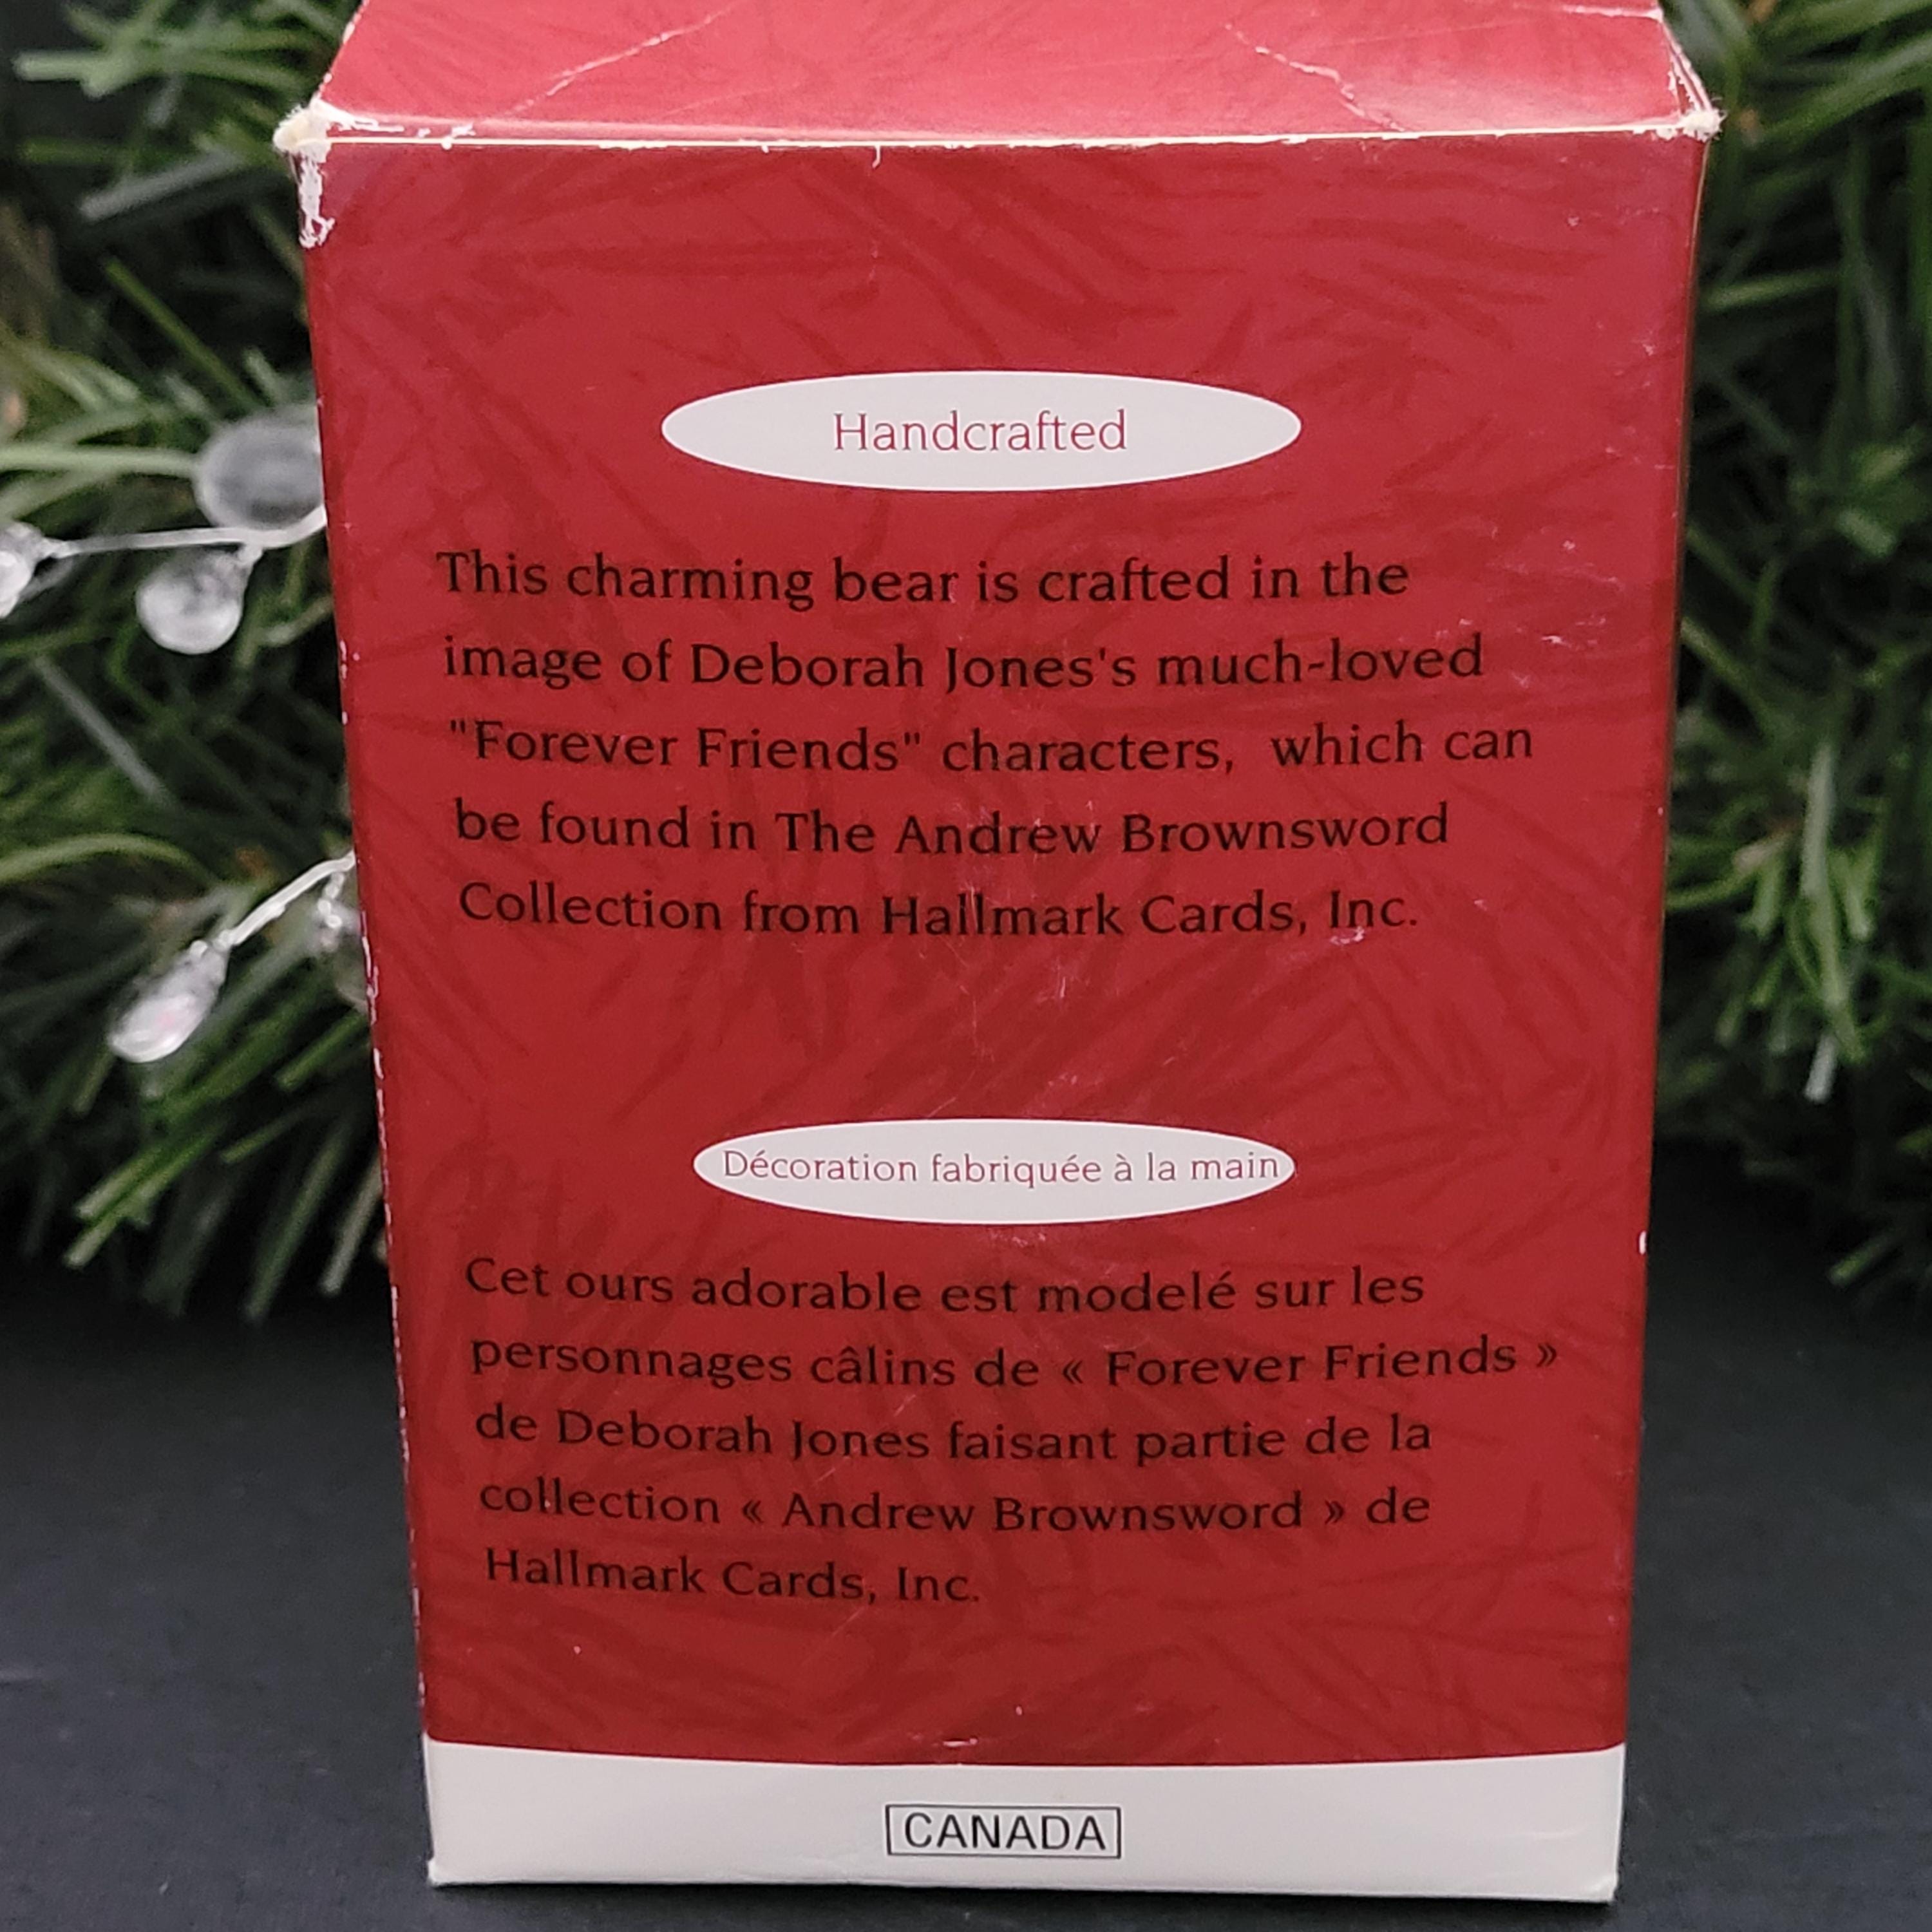 Handcrafted
This charming bear is crafted in the
image of Deborah Jones's much-loved
"Forever Friends" characters, which can
be found in The Andrew Brownsword
Collection from Hallmark Cards, Inc.
Décoration fabriquée à la main
Cet ours adorable est modelé sur les
personnages câlins de « Forever Friends »
de Deborah Jones faisant partie de la
collection « Andrew Brownsword » de
Hallmark Cards, Inc.
CANADA